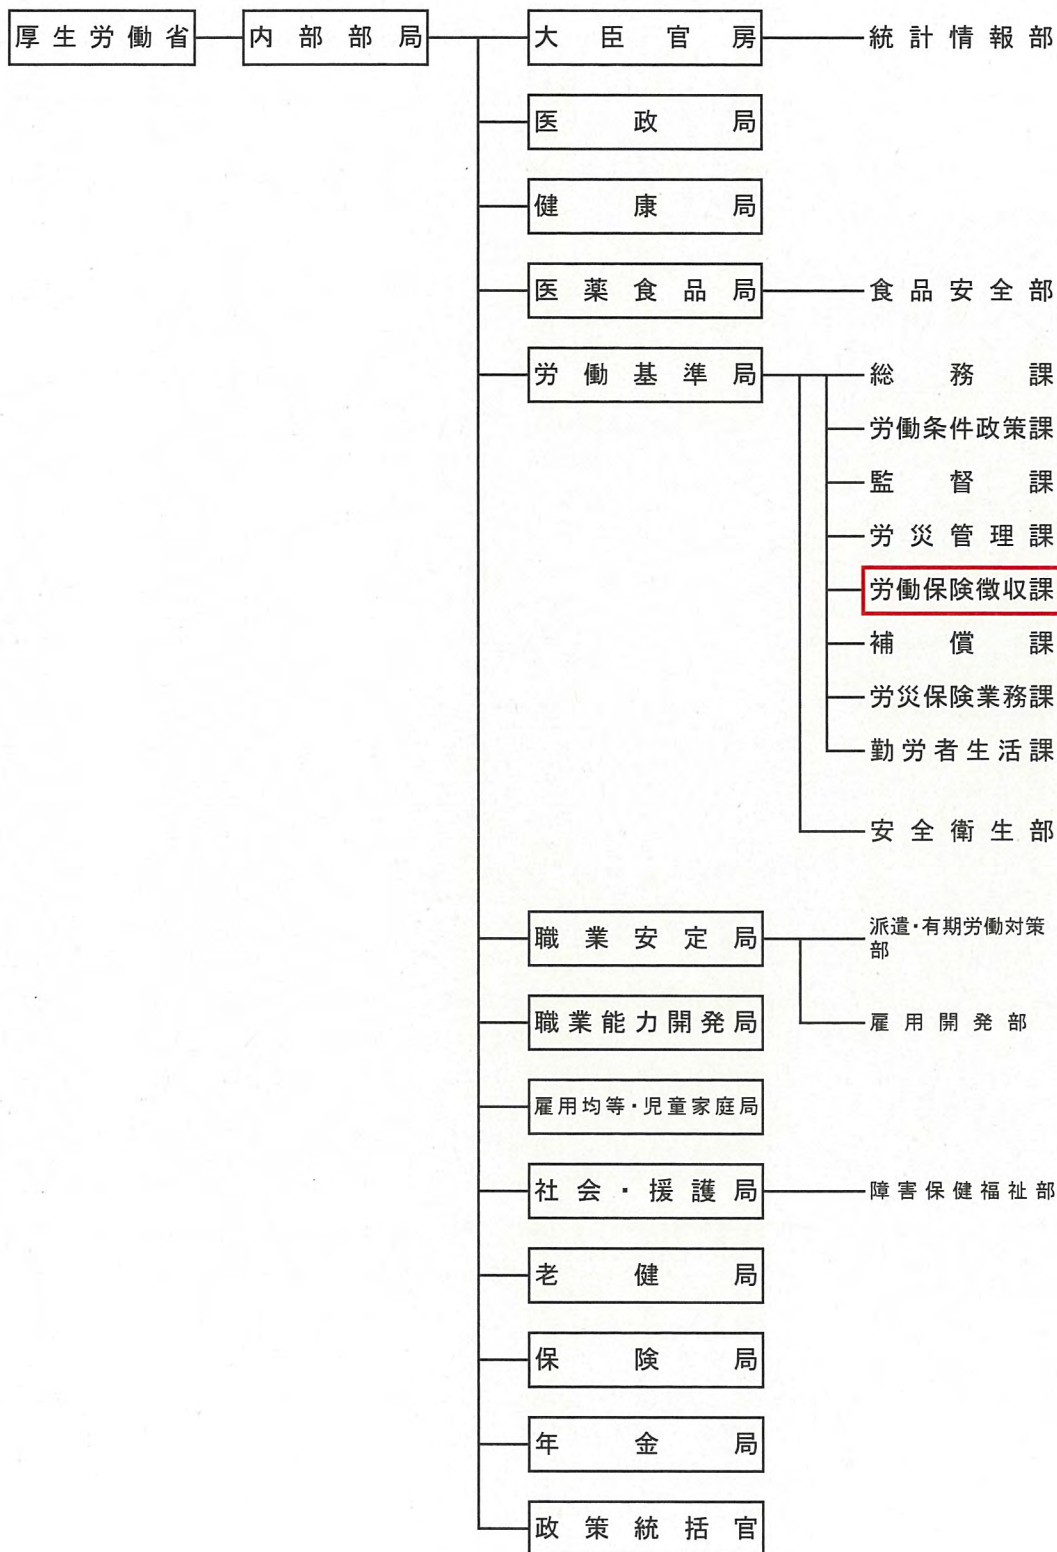 厚生労働省
内部部局
大臣官房
統計情報部
医政局
健康局
医薬食品局
食品安全部
労働基準局
総務課
労働条件政策課
監督課
労災管理課
労働保険徴収課
補償課
労災保険業務課
勤労者生活課
安全衛生部
職業安定局
派遣・有期労働対策
部
雇用開発部
職業能力開発局
雇用均等・児童家庭局
社会・援護局
障害保健福祉部
老健局
保険局
年金局
政策統括官